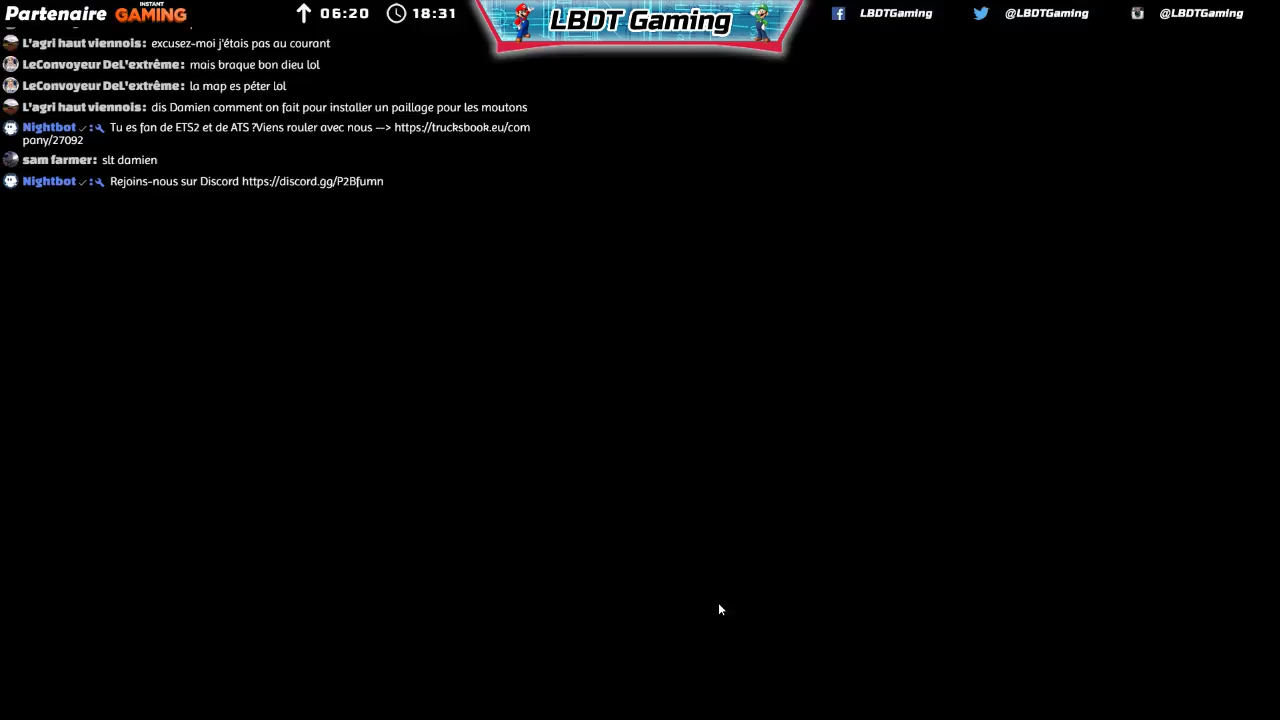 Partenaire INSTANT GAMING 06:20 18:31 LBDT Gaming LBDTGaming @LBDTGaming @LBDTGaming
L'agri haut viennois : excusez-moi j'étais pas au courant
LeConvoyeur DeL'extrême : mais braque bon dieu lol
LeConvoyeur DeL'extrême : la map es péter lol
L'agri haut viennois : dis Damien comment on fait pour installer un paillage pour les moutons
Nightbot : Tu es fan de ETS2 et de ATS ?Viens rouler avec nous —> https://trucksbook.eu/com
pany/27092
sam farmer : slt damien
Nightbot : Rejoins-nous sur Discord https://discord.gg/P2Bfumn